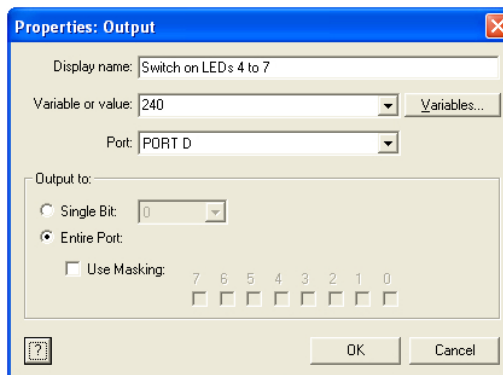 Properties: Output
Display name: Switch on LEDs 4 to 7
Variable or value: 240 Variables...
Port: PORT D
Output to:
Single Bit: 0
Entire Port:
Use Masking: 7 6 5 4 3 2 1 0
? OK Cancel